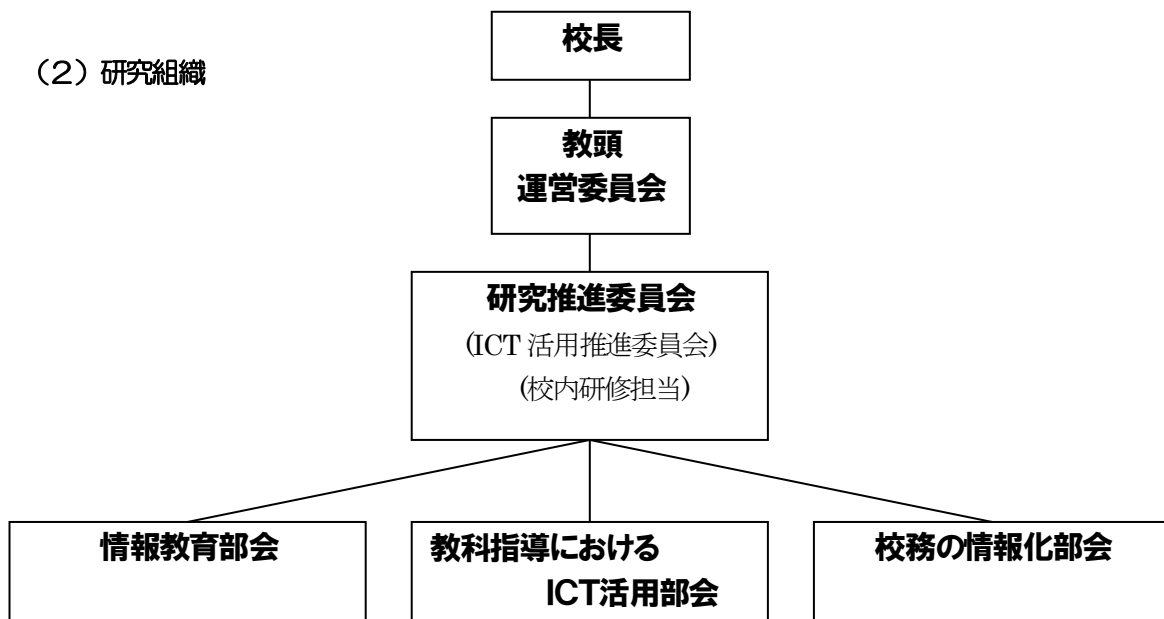 （2）研究組織
校長
教頭
運営委員会
研究推進委員会
(ICT 活用推進委員会)
(校内研修担当)
情報教育部会
教科指導における
ICT活用部会
校務の情報化部会